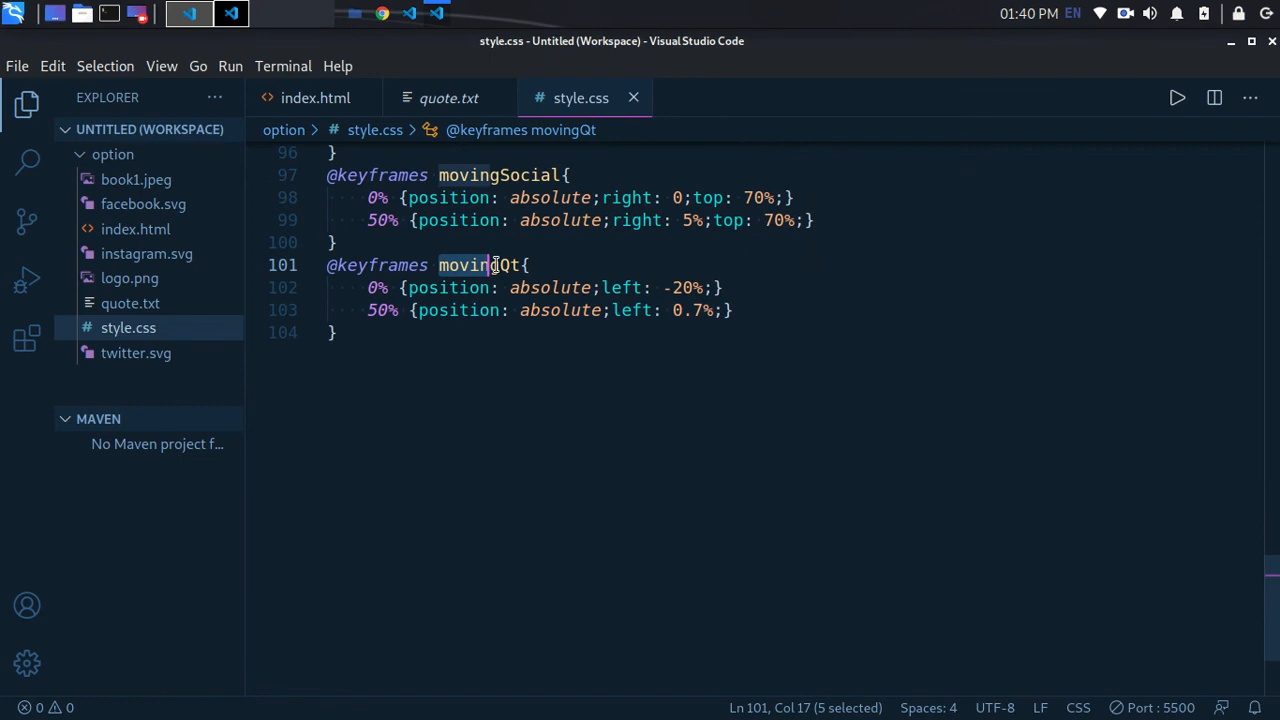 01:40 PM EN
style.css - Untitled (Workspace) - Visual Studio Code
File Edit Selection View Go Run Terminal Help
EXPLORER
UNTITLED (WORKSPACE)
option
book1.jpeg
facebook.svg
index.html
instagram.svg
logo.png
quote.txt
style.css
twitter.svg
MAVEN
No Maven project f...
index.html quote.txt style.css
option > style.css > @keyframes movingQt
96 }
97 @keyframes movingSocial{
98 0% {position: absolute;right: 0;top: 70%;}
99 50% {position: absolute;right: 5%;top: 70%;}
100 }
101 @keyframes movingQt{
102 0% {position: absolute;left: -20%;}
103 50% {position: absolute;left: 0.7%;}
104 }
0 0 Ln 101, Col 17 (5 selected) Spaces: 4 UTF-8 LF CSS Port : 5500